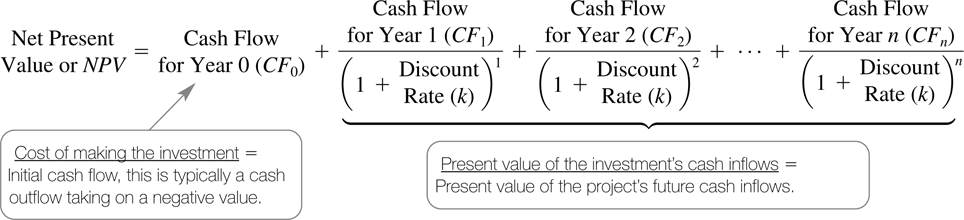 Net Present Value or NPV = Cash Flow for Year 0 (CF₀) + Cash Flow for Year 1 (CF₁) / (1 + Discount Rate (k))¹ + Cash Flow for Year 2 (CF₂) / (1 + Discount Rate (k))² + ⋯ + Cash Flow for Year n (CFₙ) / (1 + Discount Rate (k))ⁿ
Cost of making the investment =
Initial cash flow, this is typically a cash
outflow taking on a negative value.
Present value of the investment's cash inflows =
Present value of the project's future cash inflows.